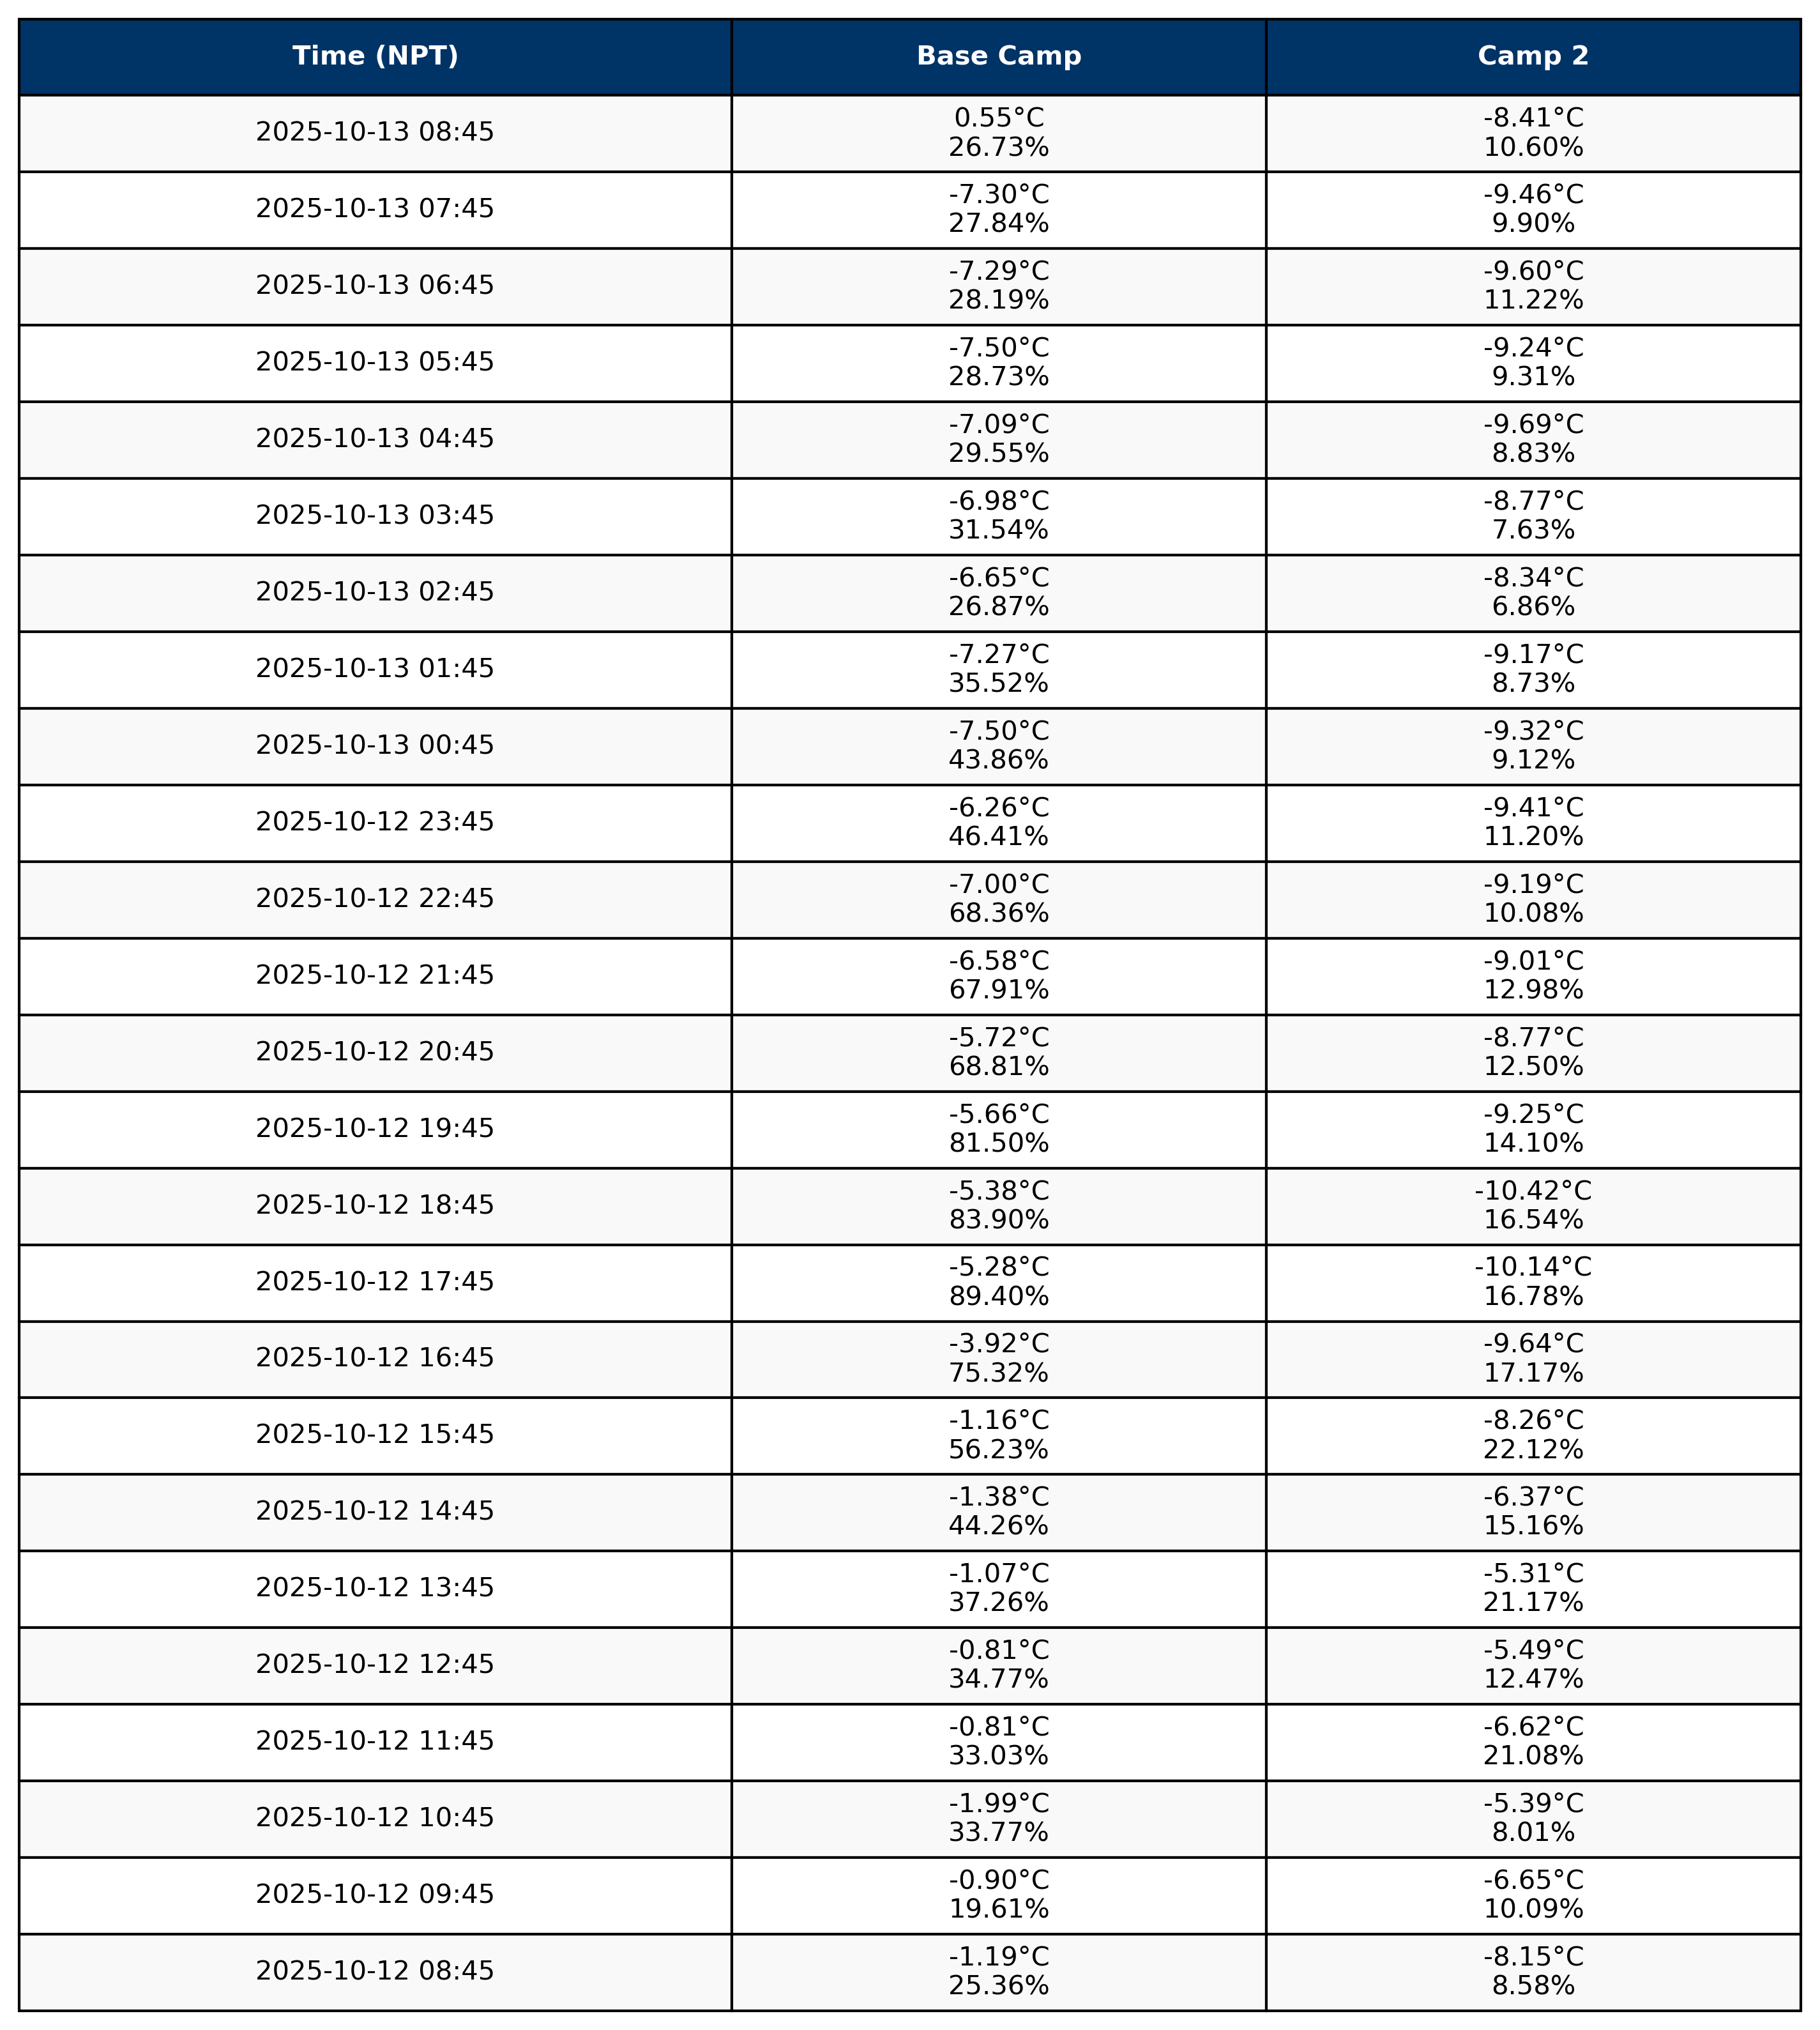 Time (NPT) Base Camp Camp 2
2025-10-13 08:45 0.55°C -8.41°C
26.73% 10.60%
2025-10-13 07:45 -7.30°C -9.46°C
27.84% 9.90%
2025-10-13 06:45 -7.29°C -9.60°C
28.19% 11.22%
2025-10-13 05:45 -7.50°C -9.24°C
28.73% 9.31%
2025-10-13 04:45 -7.09°C -9.69°C
29.55% 8.83%
2025-10-13 03:45 -6.98°C -8.77°C
31.54% 7.63%
2025-10-13 02:45 -6.65°C -8.34°C
26.87% 6.86%
2025-10-13 01:45 -7.27°C -9.17°C
35.52% 8.73%
2025-10-13 00:45 -7.50°C -9.32°C
43.86% 9.12%
2025-10-12 23:45 -6.26°C -9.41°C
46.41% 11.20%
2025-10-12 22:45 -7.00°C -9.19°C
68.36% 10.08%
2025-10-12 21:45 -6.58°C -9.01°C
67.91% 12.98%
2025-10-12 20:45 -5.72°C -8.77°C
68.81% 12.50%
2025-10-12 19:45 -5.66°C -9.25°C
81.50% 14.10%
2025-10-12 18:45 -5.38°C -10.42°C
83.90% 16.54%
2025-10-12 17:45 -5.28°C -10.14°C
89.40% 16.78%
2025-10-12 16:45 -3.92°C -9.64°C
75.32% 17.17%
2025-10-12 15:45 -1.16°C -8.26°C
56.23% 22.12%
2025-10-12 14:45 -1.38°C -6.37°C
44.26% 15.16%
2025-10-12 13:45 -1.07°C -5.31°C
37.26% 21.17%
2025-10-12 12:45 -0.81°C -5.49°C
34.77% 12.47%
2025-10-12 11:45 -0.81°C -6.62°C
33.03% 21.08%
2025-10-12 10:45 -1.99°C -5.39°C
33.77% 8.01%
2025-10-12 09:45 -0.90°C -6.65°C
19.61% 10.09%
2025-10-12 08:45 -1.19°C -8.15°C
25.36% 8.58%